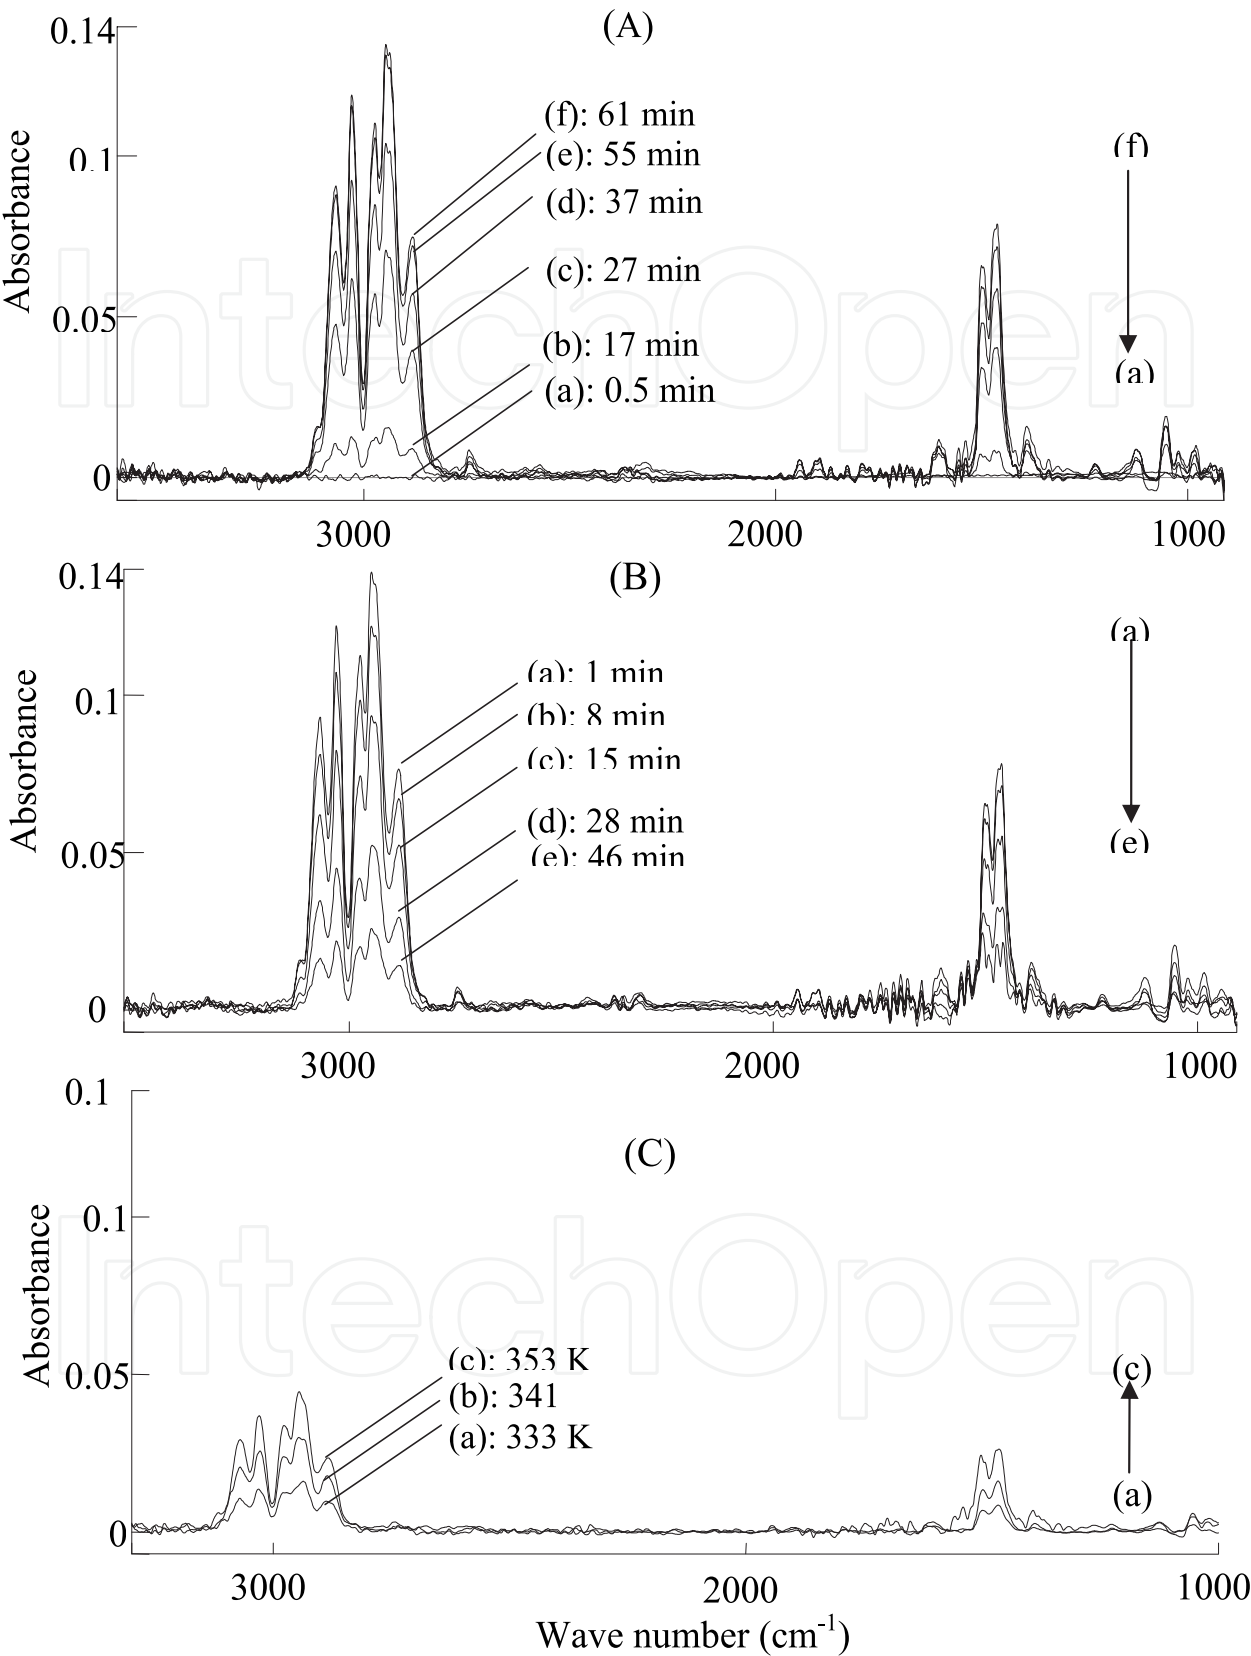 (A)
0.14
(f): 61 min
(e): 55 min
(f)
0.1
(d): 37 min
(c): 27 min
0.05
(b): 17 min
(a)
(a): 0.5 min
0
Absorbance
3000 2000 1000
(B)
0.14
(a)
(a): 1 min
0.1
(b): 8 min
(c): 15 min
(d): 28 min
(e)
0.05
(e): 46 min
0
Absorbance
3000 2000 1000
0.1
(C)
0.1
(c): 353 K
(c)
0.05
(b): 341
(a): 333 K
(a)
0
Absorbance
3000 2000 1000
Wave number (cm-1)
IntechOpen
IntechOpen